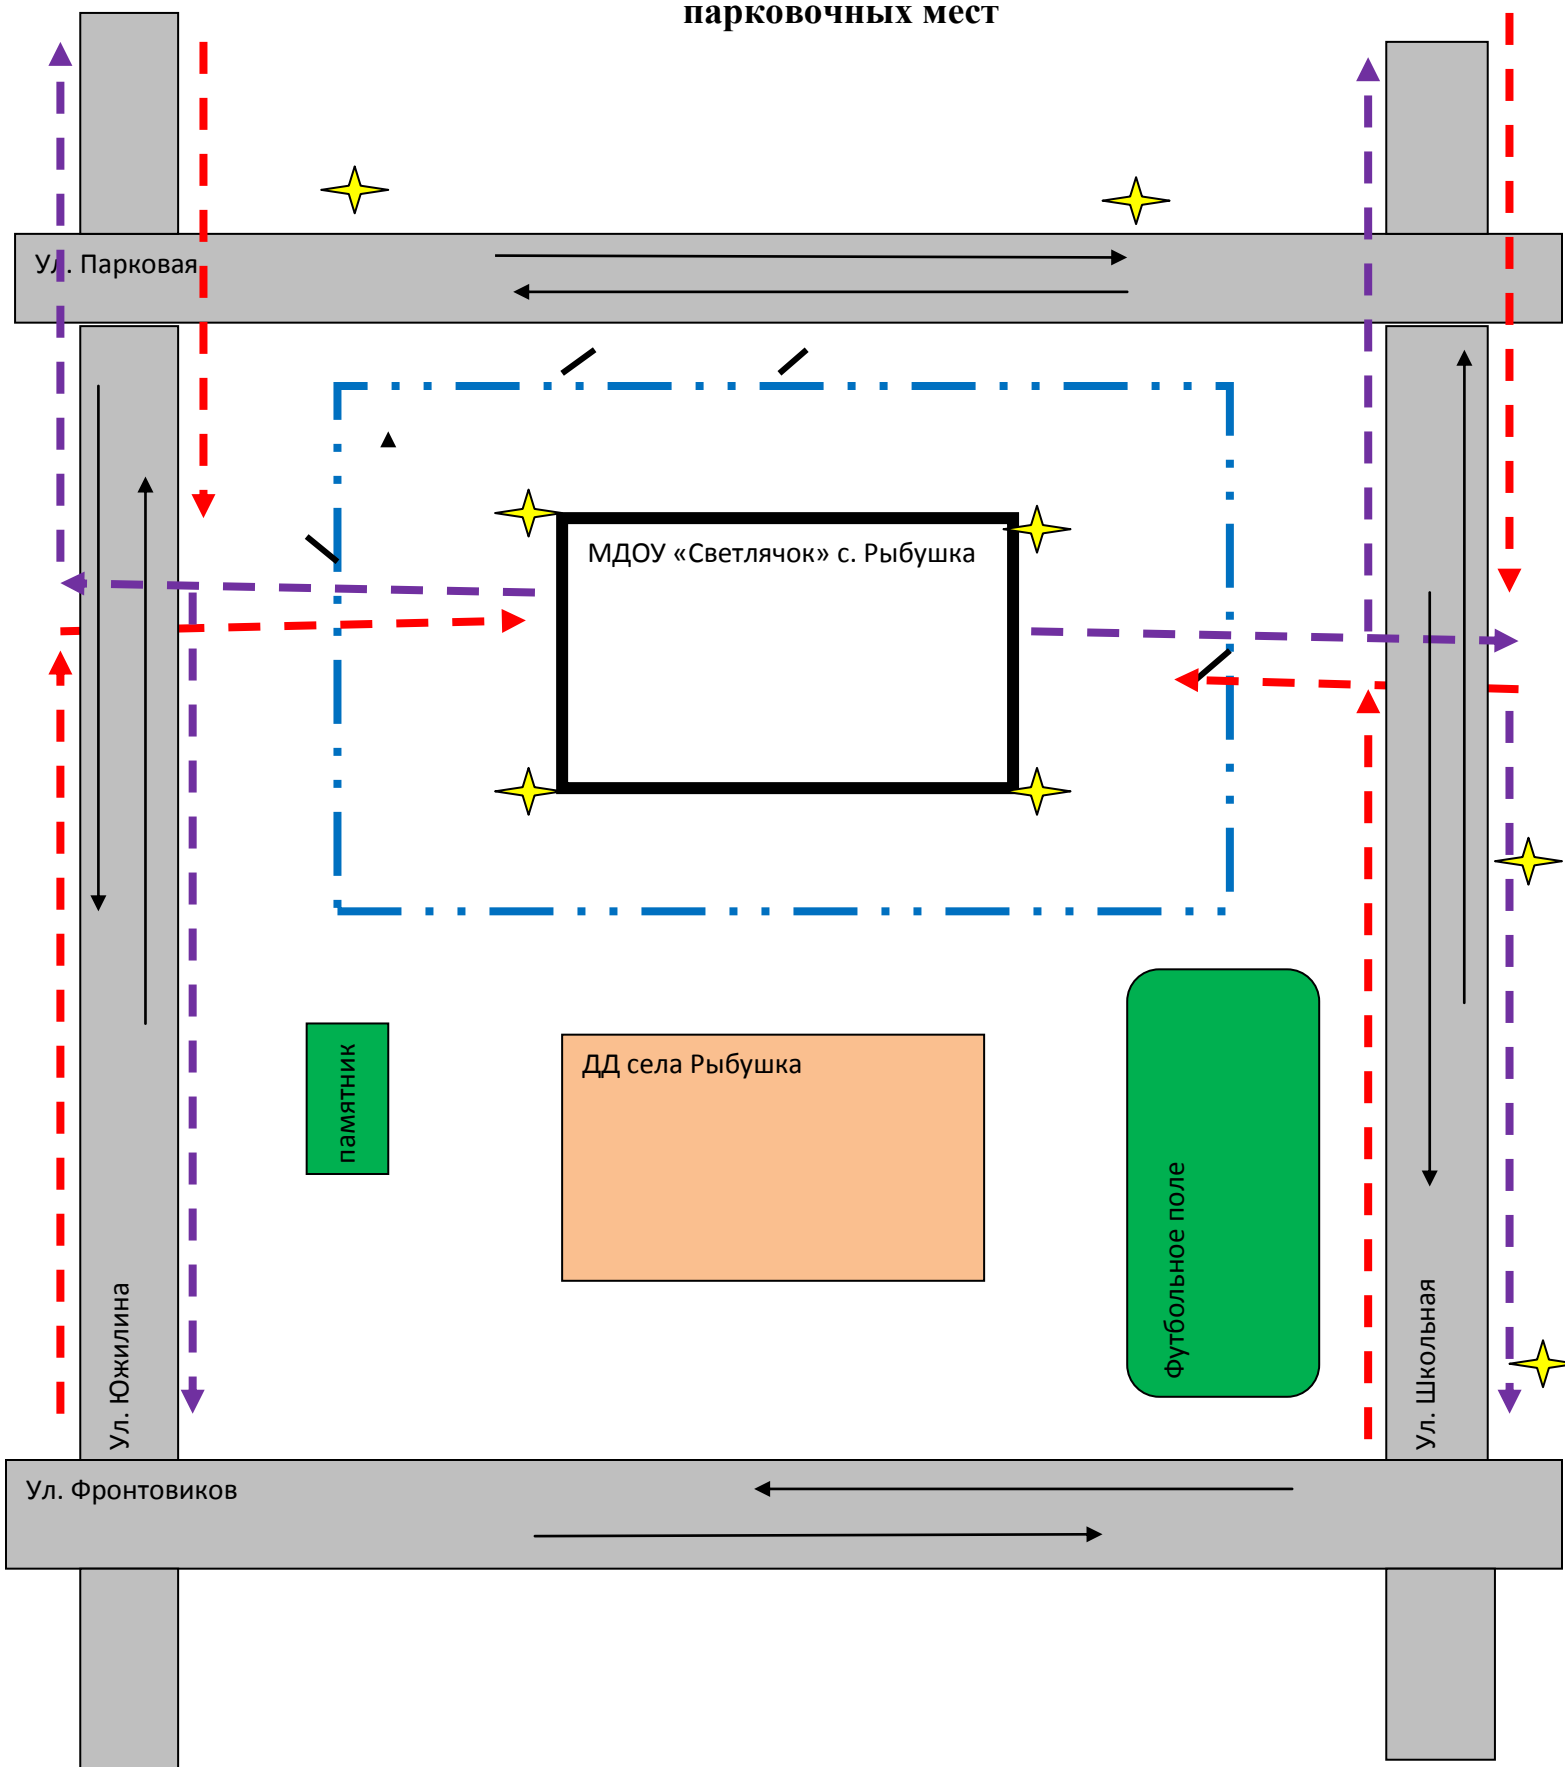 парковочных мест
Ул. Парковая
МДОУ «Светлячок» с. Рыбушка
ДД села Рыбушка
памятник
Футбольное поле
Ул. Южилина
Ул. Школьная
Ул. Фронтовиков